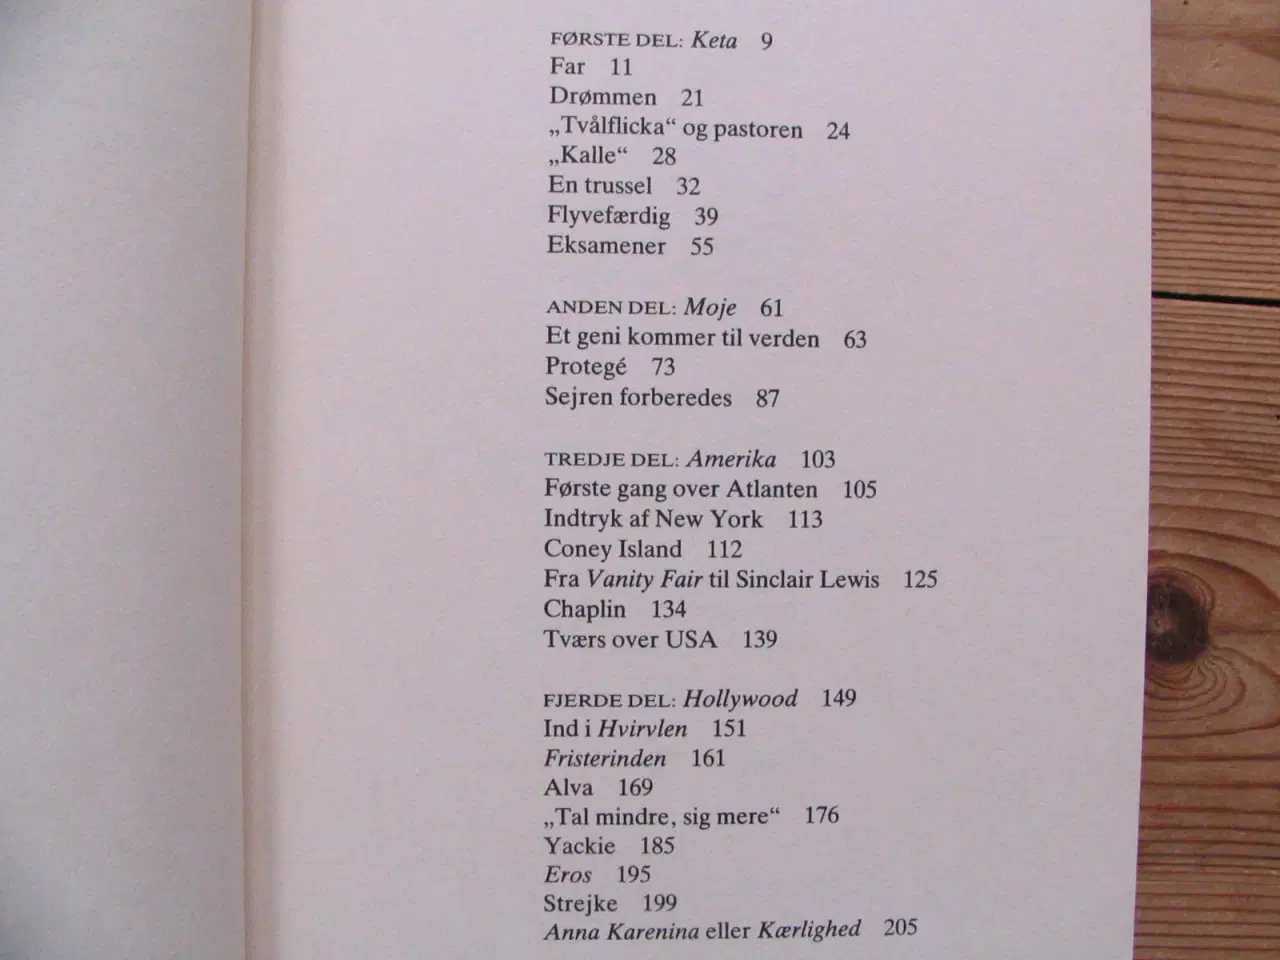 FØRSTE DEL: Keta 9
Far 11
Drømmen 21
„Tvålflicka“ og pastoren 24
„Kalle“ 28
En trussel 32
Flyvefærdig 39
Eksamener 55
ANDEN DEL: Moje 61
Et geni kommer til verden 63
Protegé 73
Sejren forberedes 87
TREDJE DEL: Amerika 103
Første gang over Atlanten 105
Indtryk af New York 113
Coney Island 112
Fra Vanity Fair til Sinclair Lewis 125
Chaplin 134
Tværs over USA 139
FJERDE DEL: Hollywood 149
Ind i Hvirvlen 151
Fristerinden 161
Alva 169
„Tal mindre, sig mere“ 176
Yackie 185
Eros 195
Strejke 199
Anna Karenina eller Kærlighed 205